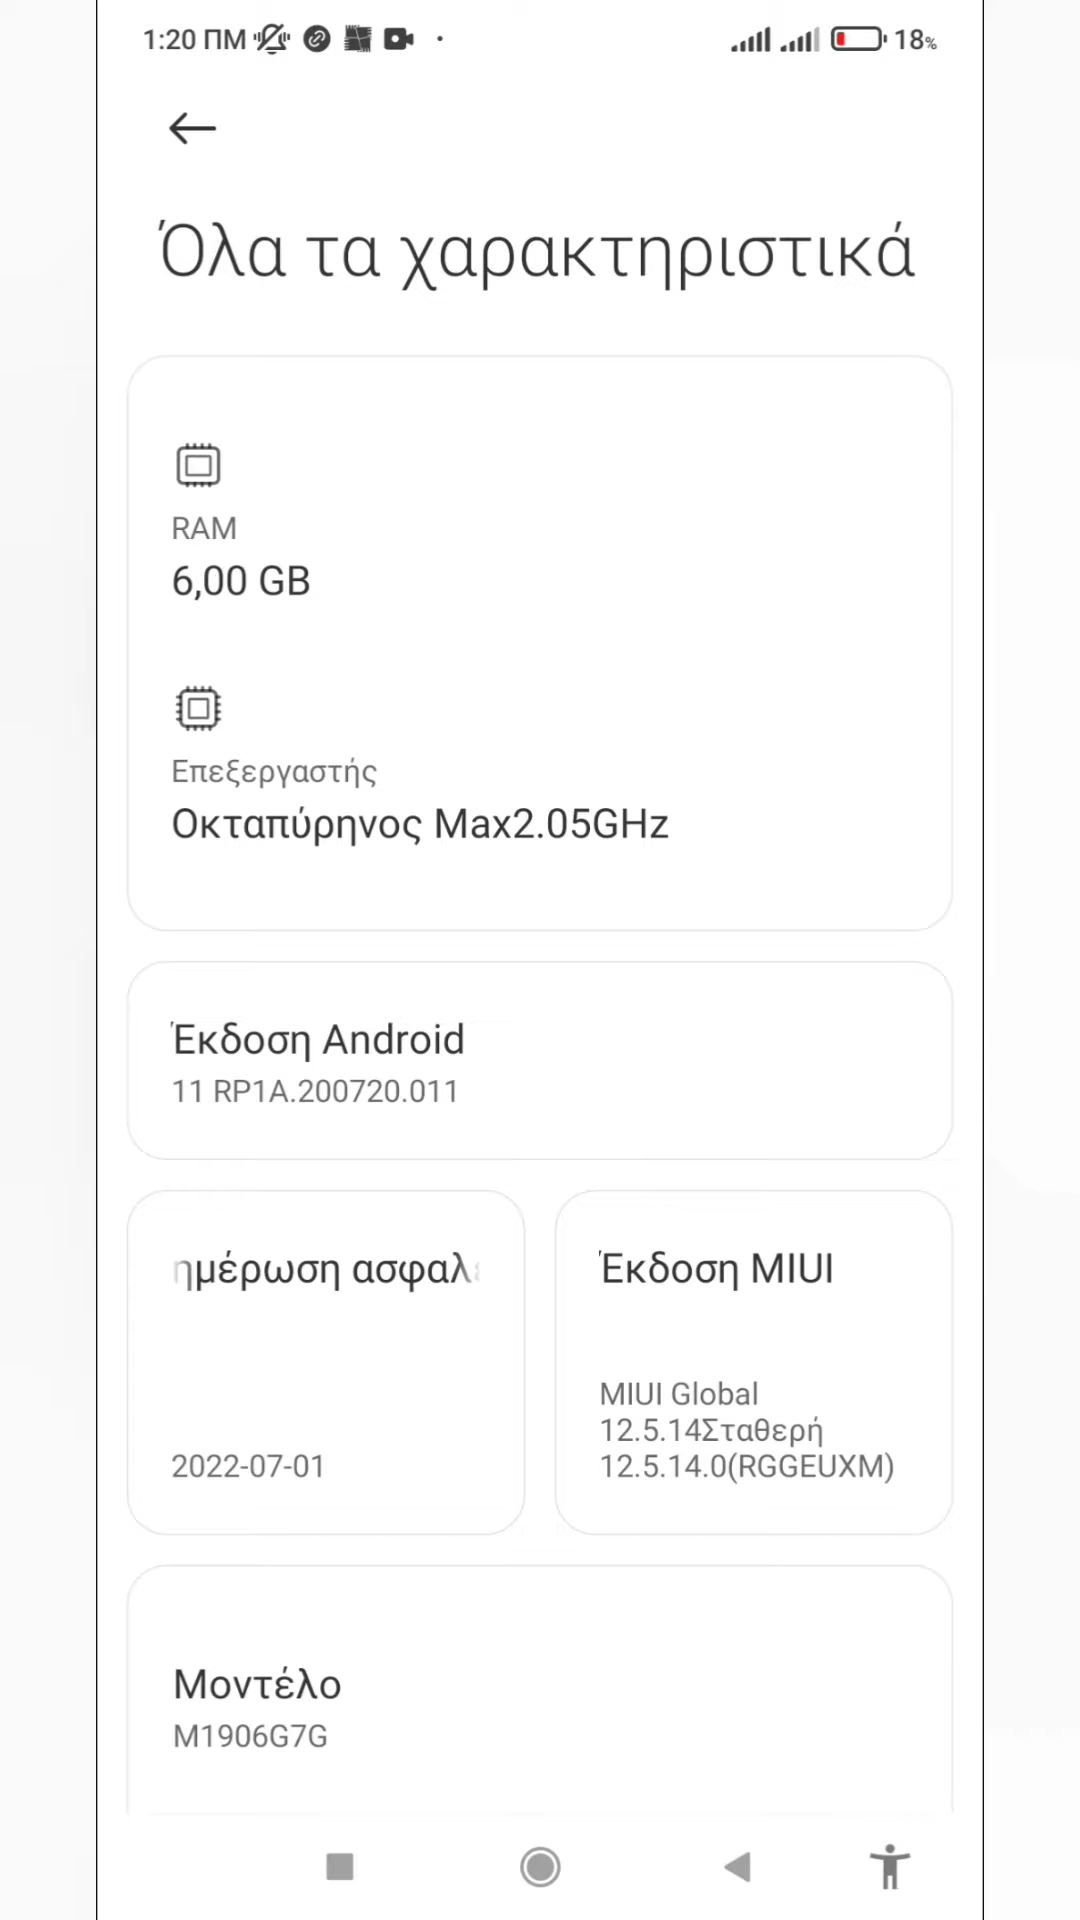 1:20 ΠΜ 18%
Όλα τα χαρακτηριστικά
RAM
6,00 GB
Επεξεργαστής
Οκταπύρηνος Max2.05GHz
Έκδοση Android
11 RP1A.200720.011
ημέρωση ασφαλ
2022-07-01
Έκδοση MIUI
MIUI Global
12.5.14Σταθερή
12.5.14.0(RGGEUXM)
Μοντέλο
M1906G7G